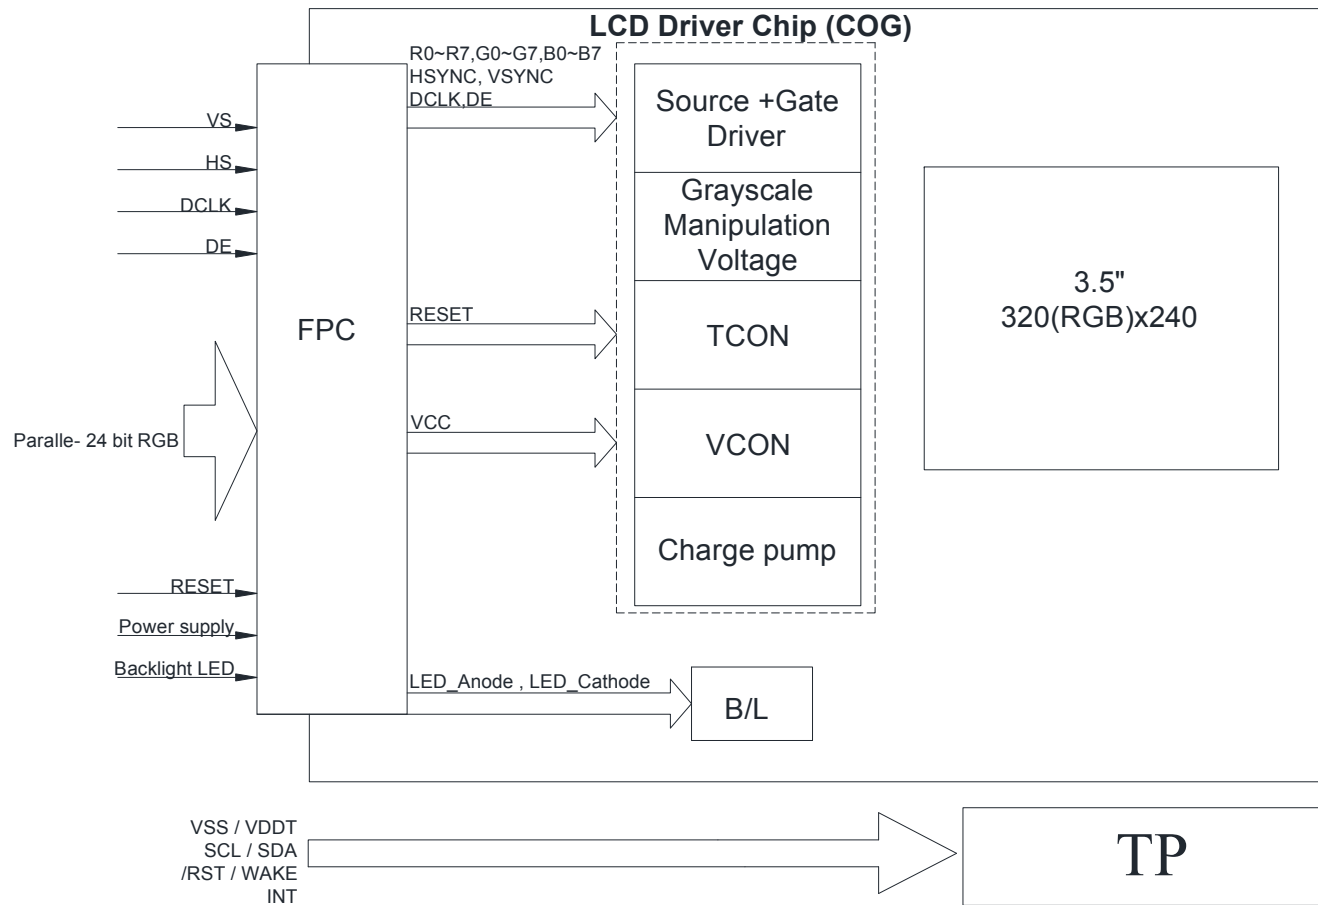 LCD Driver Chip (COG)
R0~R7,G0~G7,B0~B7
HSYNC, VSYNC
DCLK,DE
VS
HS
DCLK
DE
FPC
Paralle- 24 bit RGB
RESET
Power supply
Backlight LED
RESET
VCC
LED_Anode , LED_Cathode
Source +Gate
Driver
Grayscale
Manipulation
Voltage
TCON
VCON
Charge pump
B/L
3.5"
320(RGB)x240
VSS / VDDT
SCL / SDA
/RST / WAKE
INT
TP